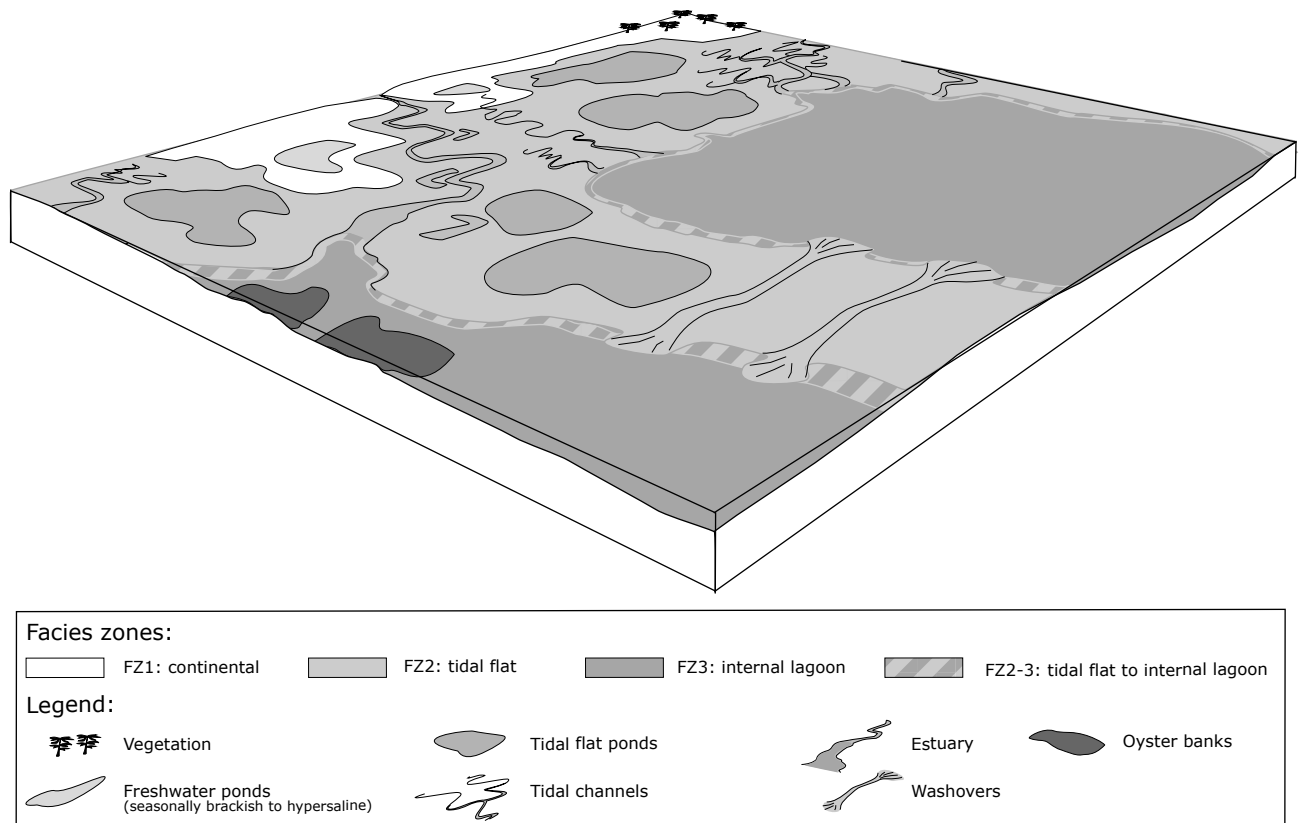 Facies zones:
FZ1: continental
FZ2: tidal flat
FZ3: internal lagoon
FZ2-3: tidal flat to internal lagoon
Legend:
Vegetation
Tidal flat ponds
Estuary
Oyster banks
Freshwater ponds
(seasonally brackish to hypersaline)
Tidal channels
Washovers